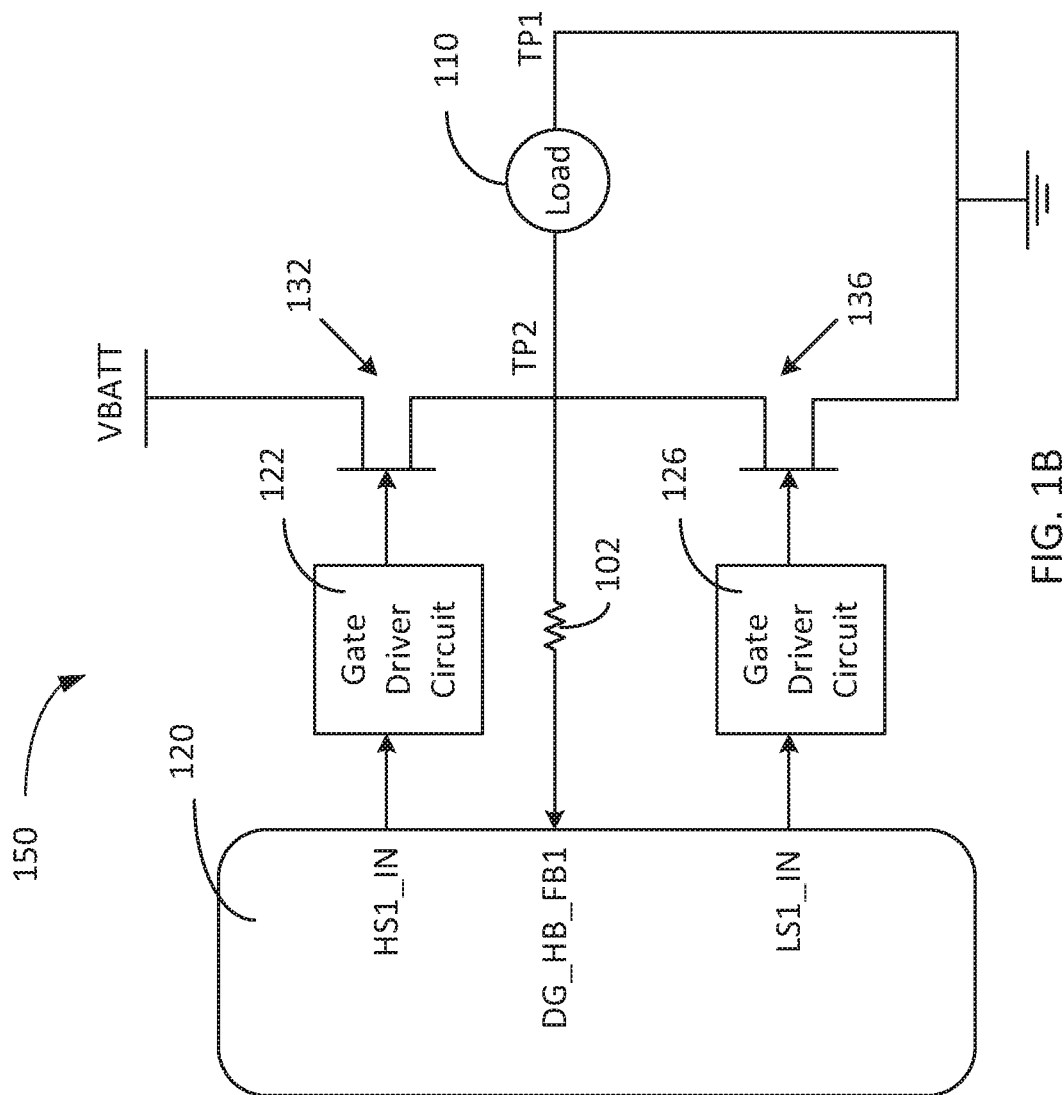 150
120
VBATT
132
122
HS1_IN
Gate
Driver
Circuit
110
TP2
TP1
Load
DG_HB_FB1
102
136
126
LS1_IN
Gate
Driver
Circuit
FIG. 1B